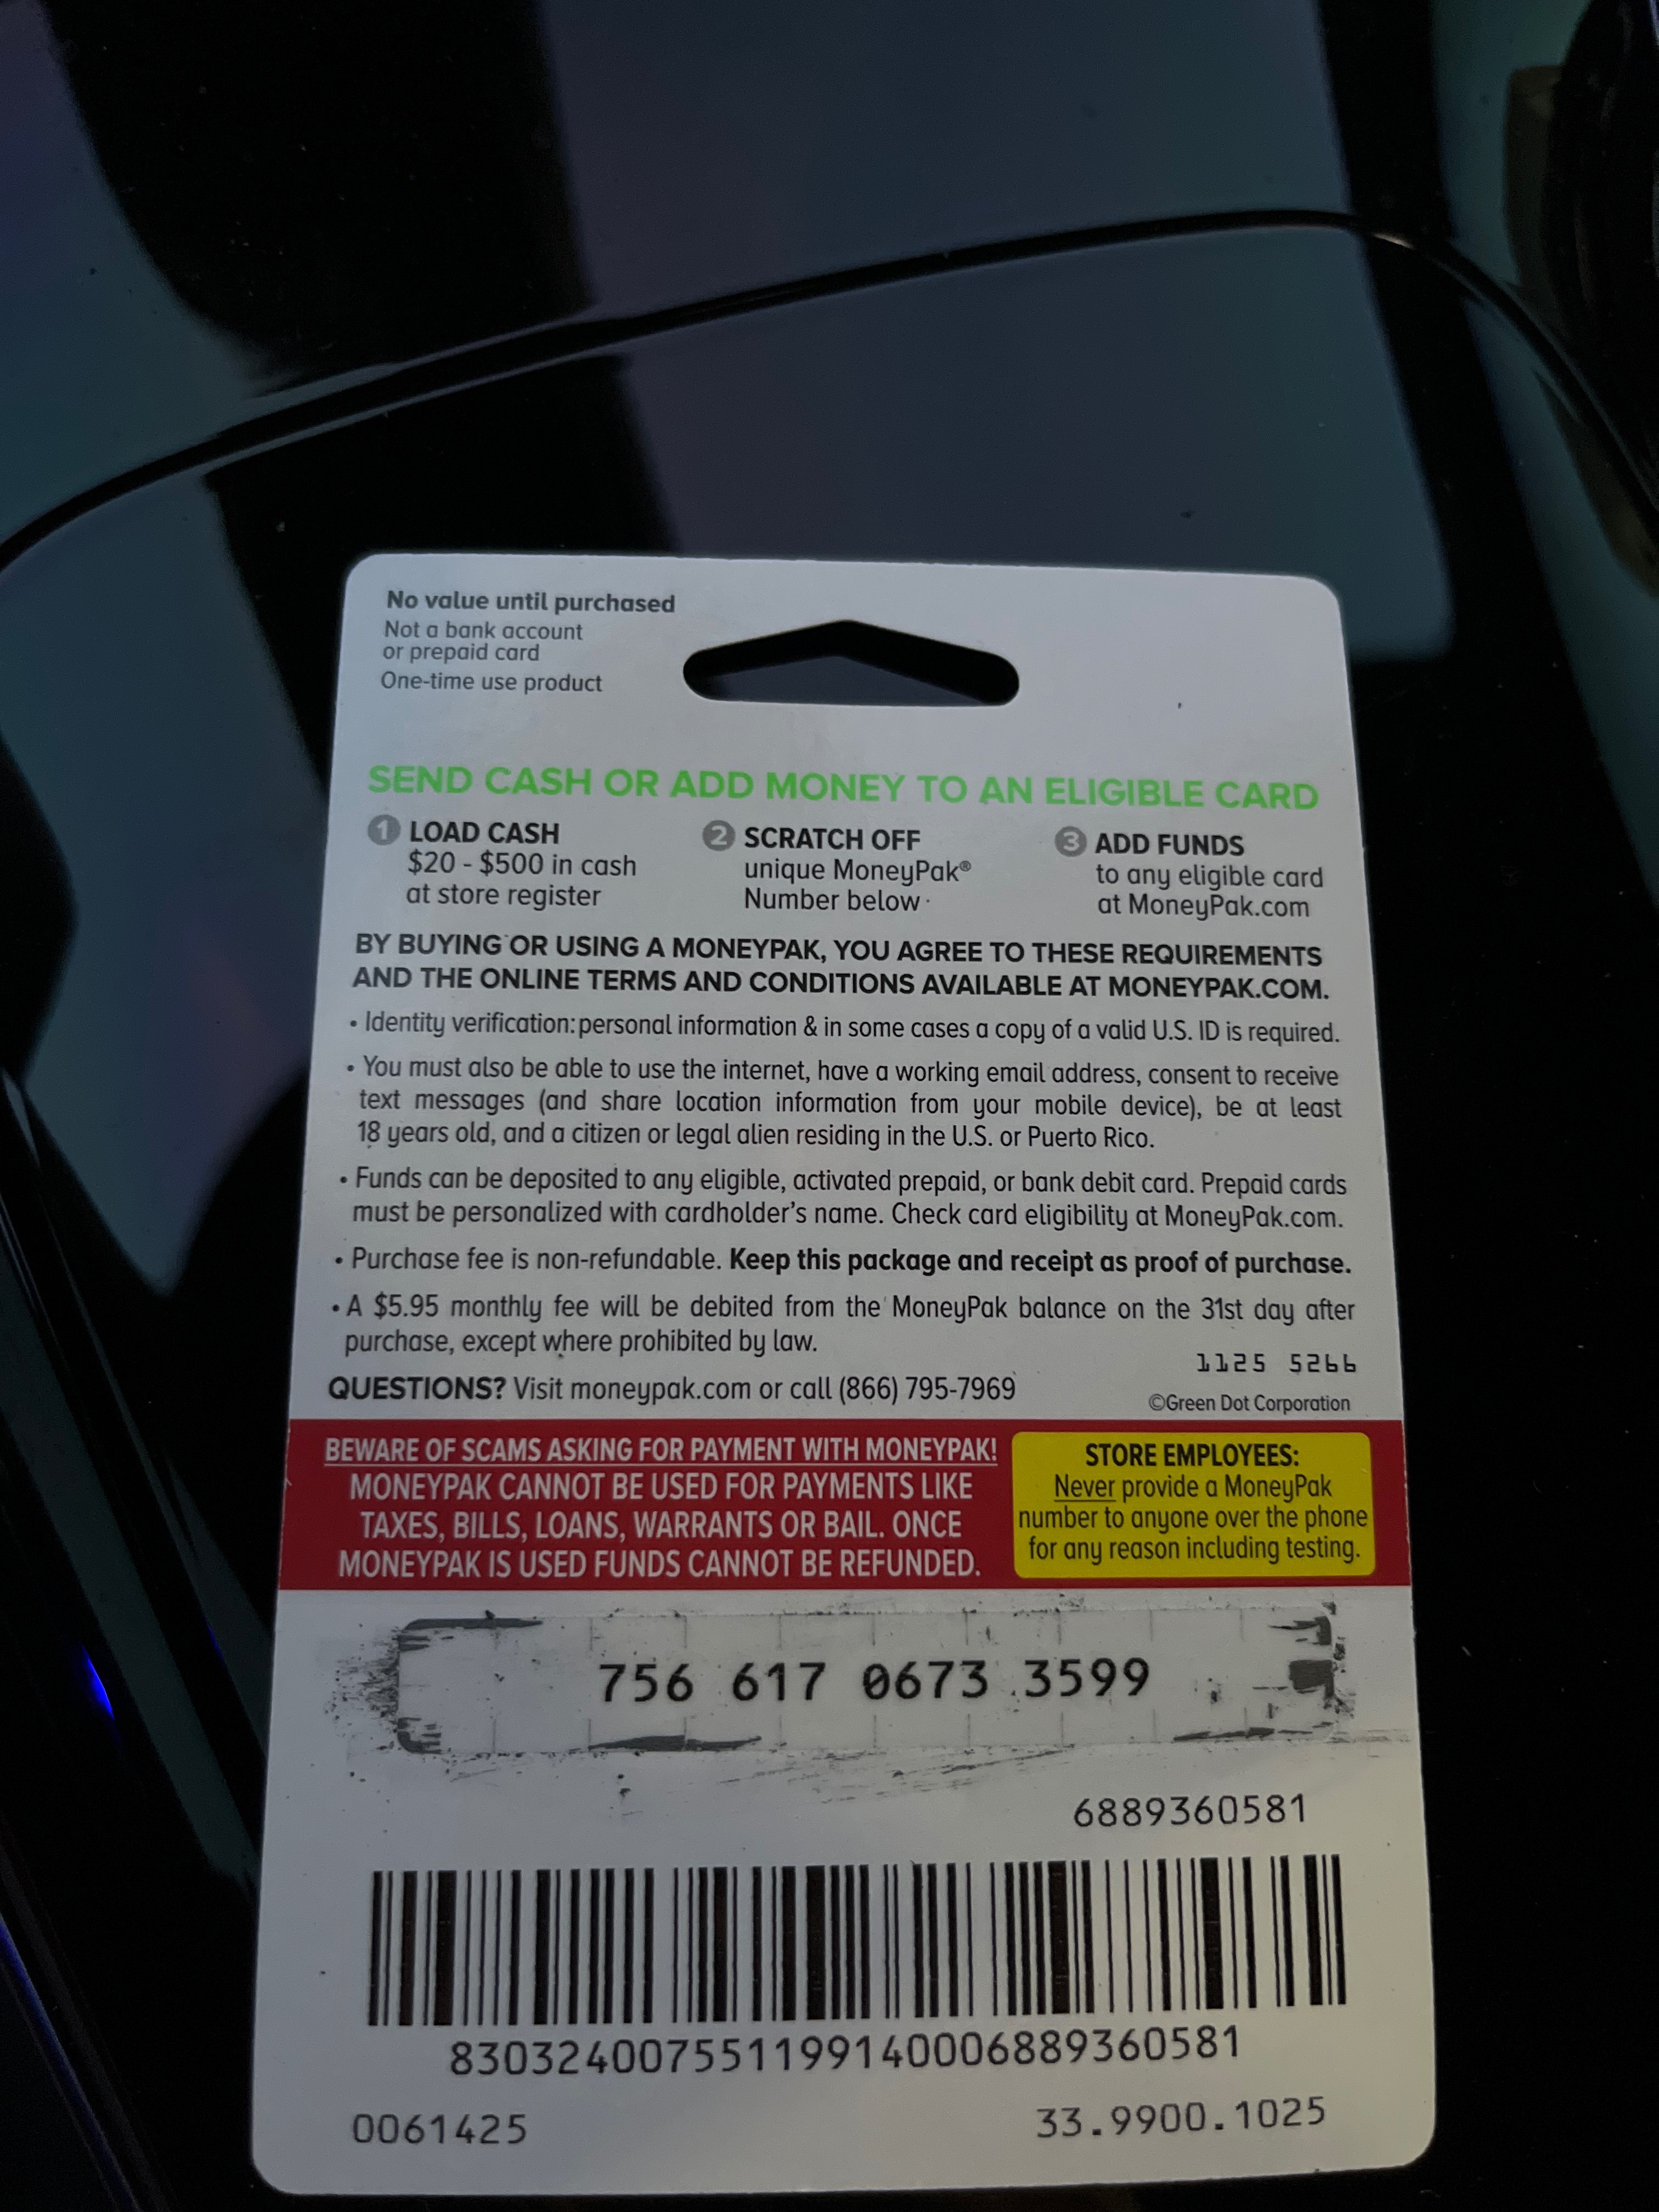 No value until purchased
Not a bank account
or prepaid card
One-time use product
SEND CASH OR ADD MONEY TO AN ELIGIBLE CARD
1 LOAD CASH
$20 - $500 in cash
at store register
2 SCRATCH OFF
unique MoneyPak®
Number below
3 ADD FUNDS
to any eligible card
at MoneyPak.com
BY BUYING OR USING A MONEYPAK, YOU AGREE TO THESE REQUIREMENTS
AND THE ONLINE TERMS AND CONDITIONS AVAILABLE AT MONEYPAK.COM.
• Identity verification: personal information & in some cases a copy of a valid U.S. ID is required.
• You must also be able to use the internet, have a working email address, consent to receive
text messages (and share location information from your mobile device), be at least
18 years old, and a citizen or legal alien residing in the U.S. or Puerto Rico.
• Funds can be deposited to any eligible, activated prepaid, or bank debit card. Prepaid cards
must be personalized with cardholder's name. Check card eligibility at MoneyPak.com.
• Purchase fee is non-refundable. Keep this package and receipt as proof of purchase.
• A $5.95 monthly fee will be debited from the MoneyPak balance on the 31st day after
purchase, except where prohibited by law.
1125 5266
QUESTIONS? Visit moneypak.com or call (866) 795-7969
©Green Dot Corporation
BEWARE OF SCAMS ASKING FOR PAYMENT WITH MONEYPAK!
MONEYPAK CANNOT BE USED FOR PAYMENTS LIKE
TAXES, BILLS, LOANS, WARRANTS OR BAIL. ONCE
MONEYPAK IS USED FUNDS CANNOT BE REFUNDED.
STORE EMPLOYEES:
Never provide a MoneyPak
number to anyone over the phone
for any reason including testing.
756 617 0673 3599
6889360581
830324007551199140006889360581
0061425
33.9900.1025